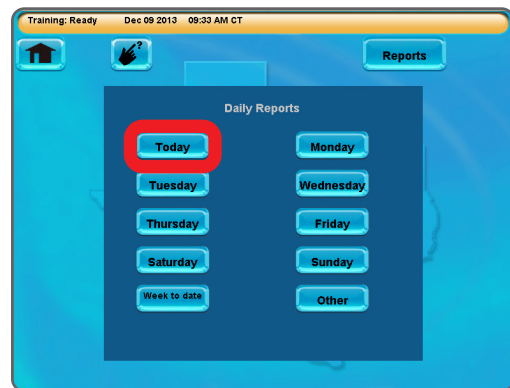 Training: Ready Dec 09 2013 09:33 AM CT
?
Reports
Daily Reports
Today Monday
Tuesday Wednesday
Thursday Friday
Saturday Sunday
Week to date Other